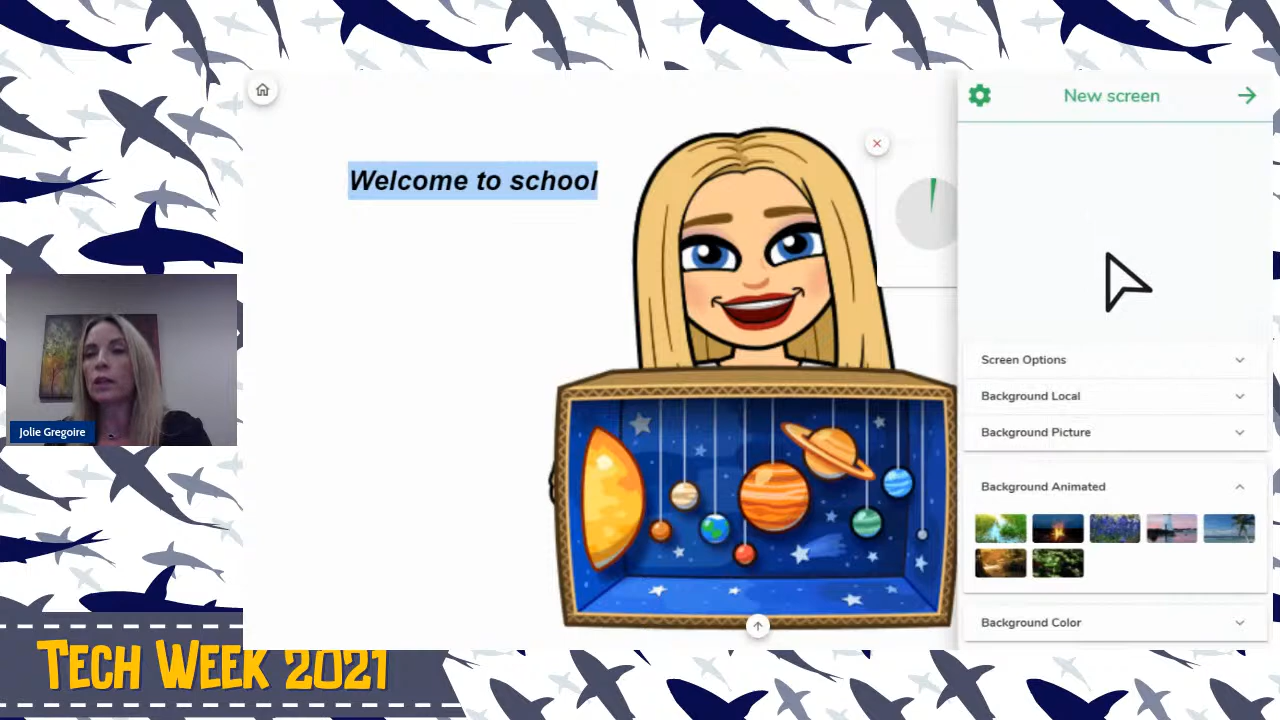 New screen
Welcome to school
Screen Options
Background Local
Background Picture
Jolie Gregoire
Background Animated
Background Color
TECH WEEK 2021